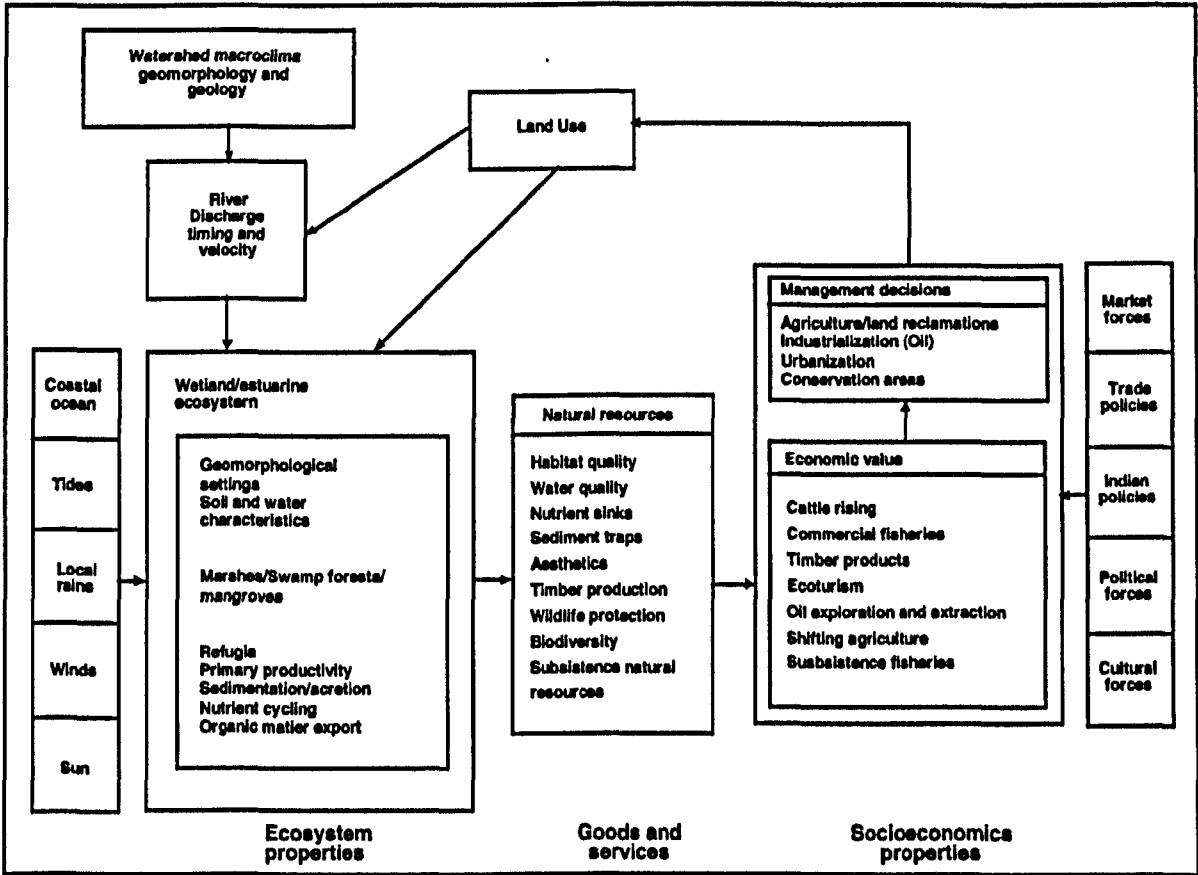 Watershed macroclima
geomorphology and
geology
Land Use
River
Discharge
timing and
velocity
Coastal
ocean
Tides
Local
rains
Winds
Sun
Wetland/estuarine
ecosystem
Geomorphological
settings
Soil and water
characteristics
Marshes/Swamp forests/
mangroves
Refugia
Primary productivity
Sedimentation/acretion
Nutrient cycling
Organic matier export
Natural resources
Habitat quality
Water quality
Nutrient sinks
Sediment traps
Aesthetics
Timber production
Wildlife protection
Biodiversity
Subsistence natural
resources
Management decisions
Agriculture/land reclamations
Industrialization (Oil)
Urbanization
Conservation areas
Economic value
Cattle rising
Commercial fisheries
Timber products
Ecoturism
Oil exploration and extraction
Shifting agriculture
Susbsistence fisheries
Market
forces
Trade
policies
Indian
policies
Political
forces
Cultural
forces
Ecosystem
properties
Goods and
services
Socioeconomics
properties